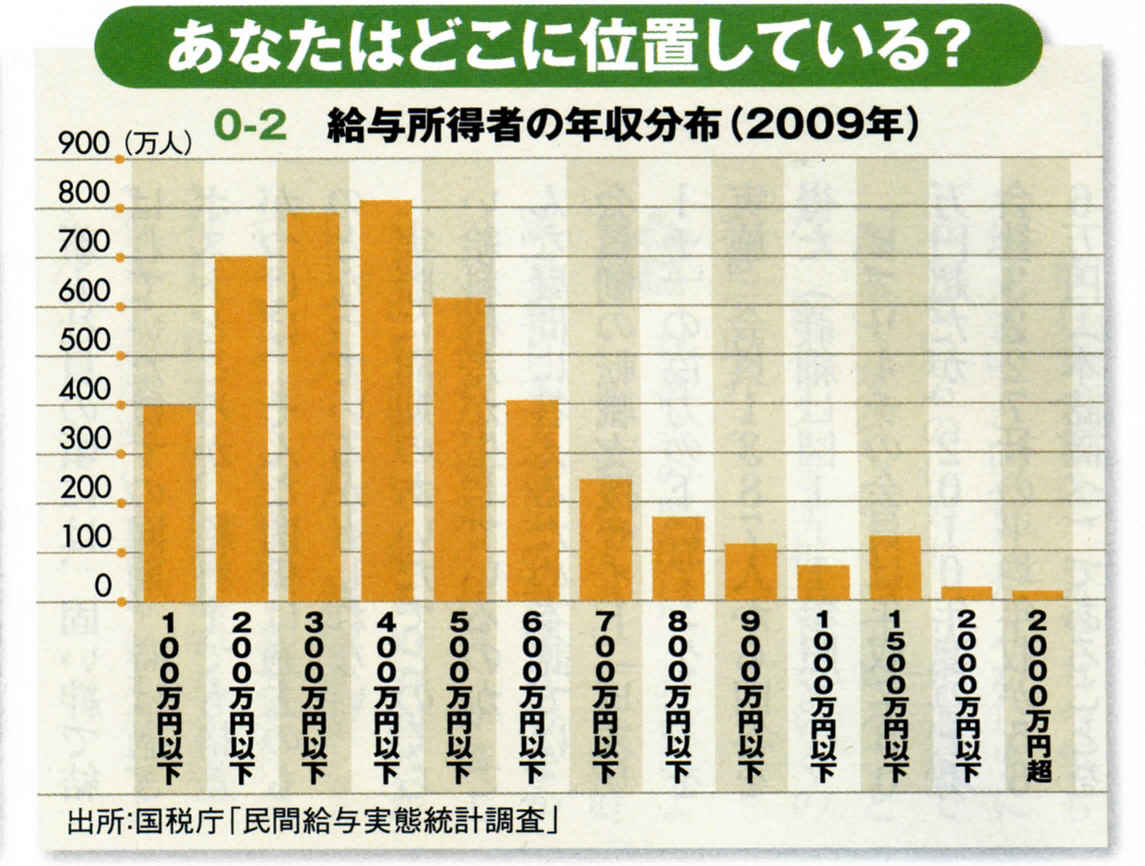 あなたはどこに位置している?
0-2 給与所得者の年収分布(2009年)
900(万人)
800
700
600
500
400
300
200
100
0
100万円以下
200万円以下
300万円以下
400万円以下
500万円以下
600万円以下
700万円以下
800万円以下
900万円以下
1000万円以下
1500万円以下
2000万円以下
2000万円超
出所:国税庁「民間給与実態統計調査」